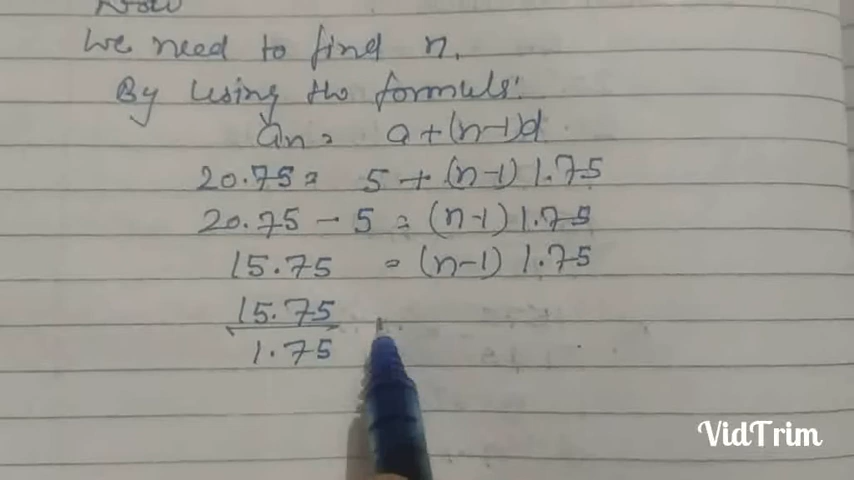 Now
We need to find n.
By using the formula:
an = a + (n-1)d
20.75 = 5 + (n-1) 1.75
20.75 - 5 = (n-1) 1.75
15.75 = (n-1) 1.75
15.75
1.75
VidTrim